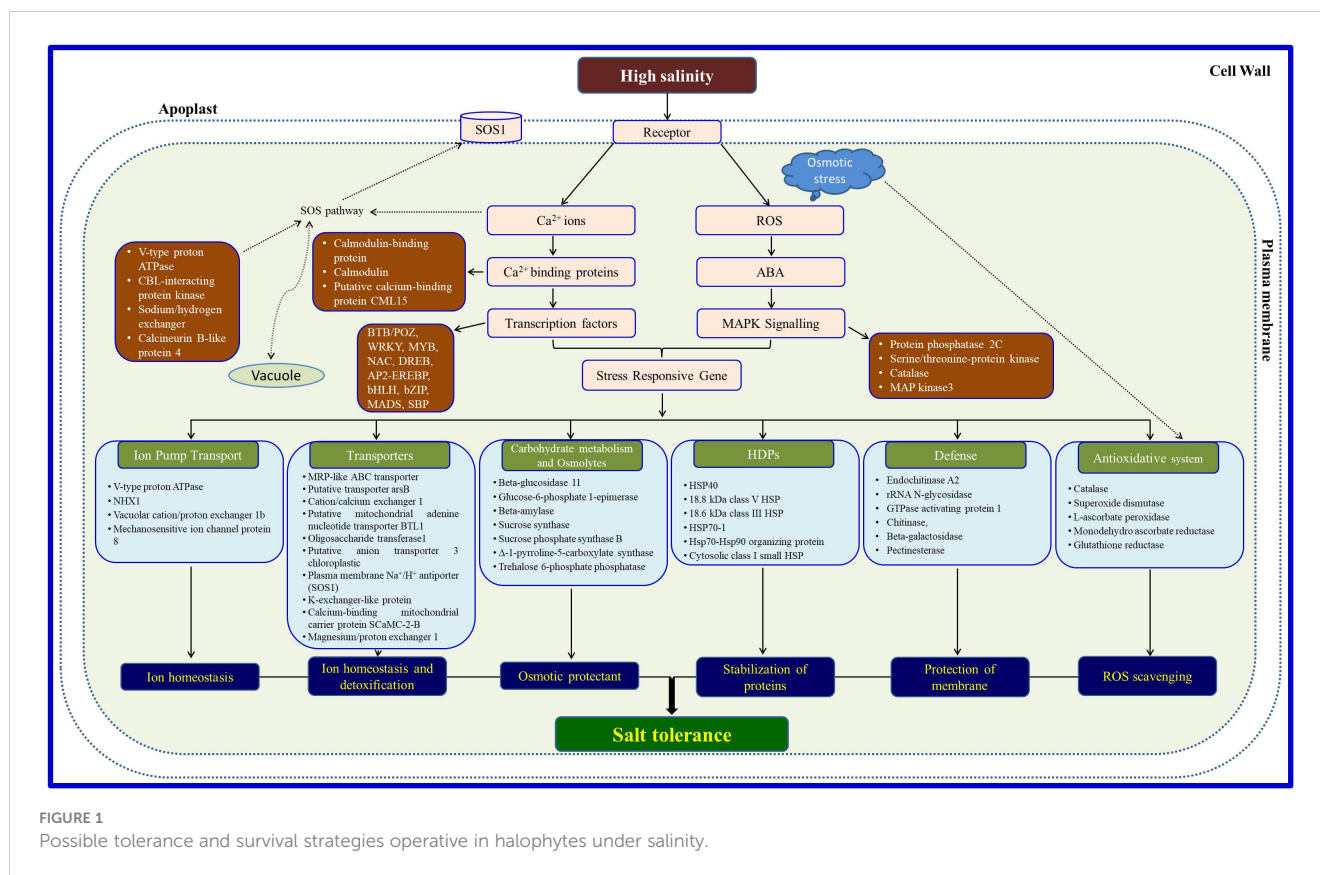 High salinity
Cell Wall
Apoplast
SOS1
Receptor
Osmotic
stress
Plasma membrane
SOS pathway
Ca²⁺ ions
ROS
• V-type proton
ATPase
• CBL-interacting
protein kinase
• Sodium/hydrogen
exchanger
• Calcineurin B-like
protein 4
• Calmodulin-binding
protein
• Calmodulin
• Putative calcium-binding
protein CML15
Ca²⁺ binding proteins
ABA
Transcription factors
MAPK Signalling
BTB/POZ,
WRKY, MYB,
NAC, DREB,
AP2-EREBP,
bHLH, bZIP,
MADS, SBP
• Protein phosphatase 2C
• Serine/threonine-protein kinase
• Catalase
• MAP kinase3
Vacuole
Stress Responsive Gene
Ion Pump Transport
• V-type proton ATPase
• NHX1
• Vacuolar cation/proton exchanger 1b
• Mechanosensitive ion channel protein
8
Transporters
• MRP-like ABC transporter
• Putative transporter arsB
• Cation/calcium exchanger 1
• Putative mitochondrial adenine
nucleotide transporter BTL1
• Oligosaccharide transferase1
• Putative anion transporter 3
chloroplastic
• Plasma membrane Na⁺/H⁺ antiporter
(SOS1)
• K-exchanger-like protein
• Calcium-binding mitochondrial
carrier protein SCaMC-2-B
• Magnesium/proton exchanger 1
Carbohydrate metabolism
and Osmolytes
• Beta-glucosidase 11
• Glucose-6-phosphate 1-epimerase
• Beta-amylase
• Sucrose synthase
• Sucrose phosphate synthase B
• Δ-1-pyrroline-5-carboxylate synthase
• Trehalose 6-phosphate phosphatase
HDPs
• HSP40
• 18.8 kDa class V HSP
• 18.6 kDa class III HSP
• HSP70-1
• Hsp70-Hsp90 organizing protein
• Cytosolic class I small HSP
Defense
• Endochitinase A2
• rRNA N-glycosidase
• GTPase activating protein 1
• Chitinase,
• Beta-galactosidase
• Pectinesterase
Antioxidative system
• Catalase
• Superoxide dismutase
• L-ascorbate peroxidase
• Monodehydro ascorbate reductase
• Glutathione reductase
Ion homeostasis
Ion homeostasis and
detoxification
Osmotic protectant
Stabilization of
proteins
Protection of
membrane
ROS scavenging
Salt tolerance
FIGURE 1
Possible tolerance and survival strategies operative in halophytes under salinity.